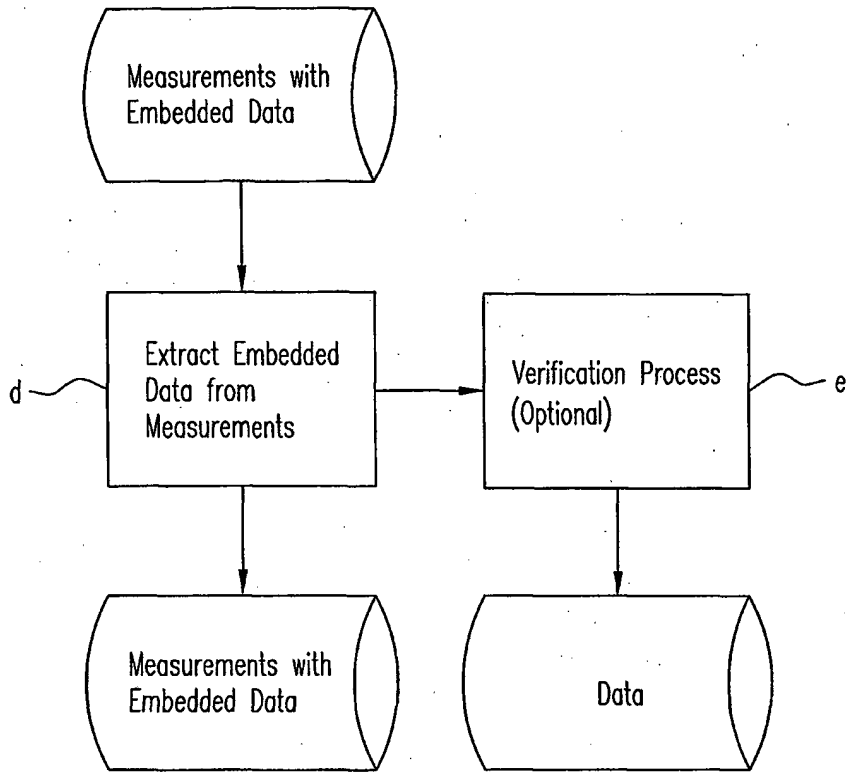 Measurements with
Embedded Data
d
Extract Embedded
Data from
Measurements
Verification Process
(Optional)
e
Measurements with
Embedded Data
Data